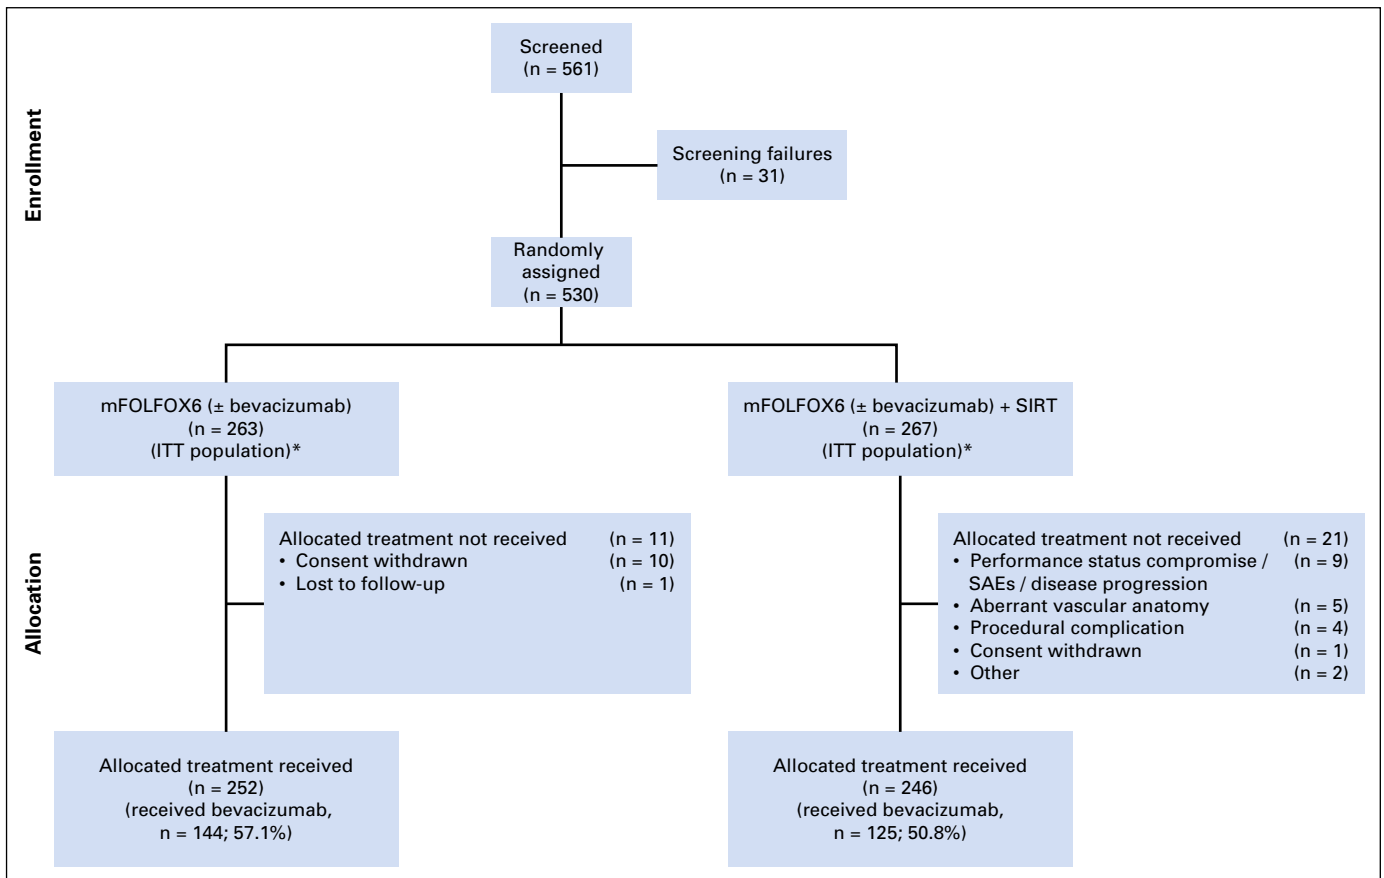 Enrollment
Screened
(n = 561)
Screening failures
(n = 31)
Randomly
assigned
(n = 530)
mFOLFOX6 (± bevacizumab)
(n = 263)
(ITT population)*
mFOLFOX6 (± bevacizumab) + SIRT
(n = 267)
(ITT population)*
Allocation
Allocated treatment not received (n = 11)
• Consent withdrawn (n = 10)
• Lost to follow-up (n = 1)
Allocated treatment not received (n = 21)
• Performance status compromise / (n = 9)
SAEs / disease progression
• Aberrant vascular anatomy (n = 5)
• Procedural complication (n = 4)
• Consent withdrawn (n = 1)
• Other (n = 2)
Allocated treatment received
(n = 252)
(received bevacizumab,
n = 144; 57.1%)
Allocated treatment received
(n = 246)
(received bevacizumab,
n = 125; 50.8%)